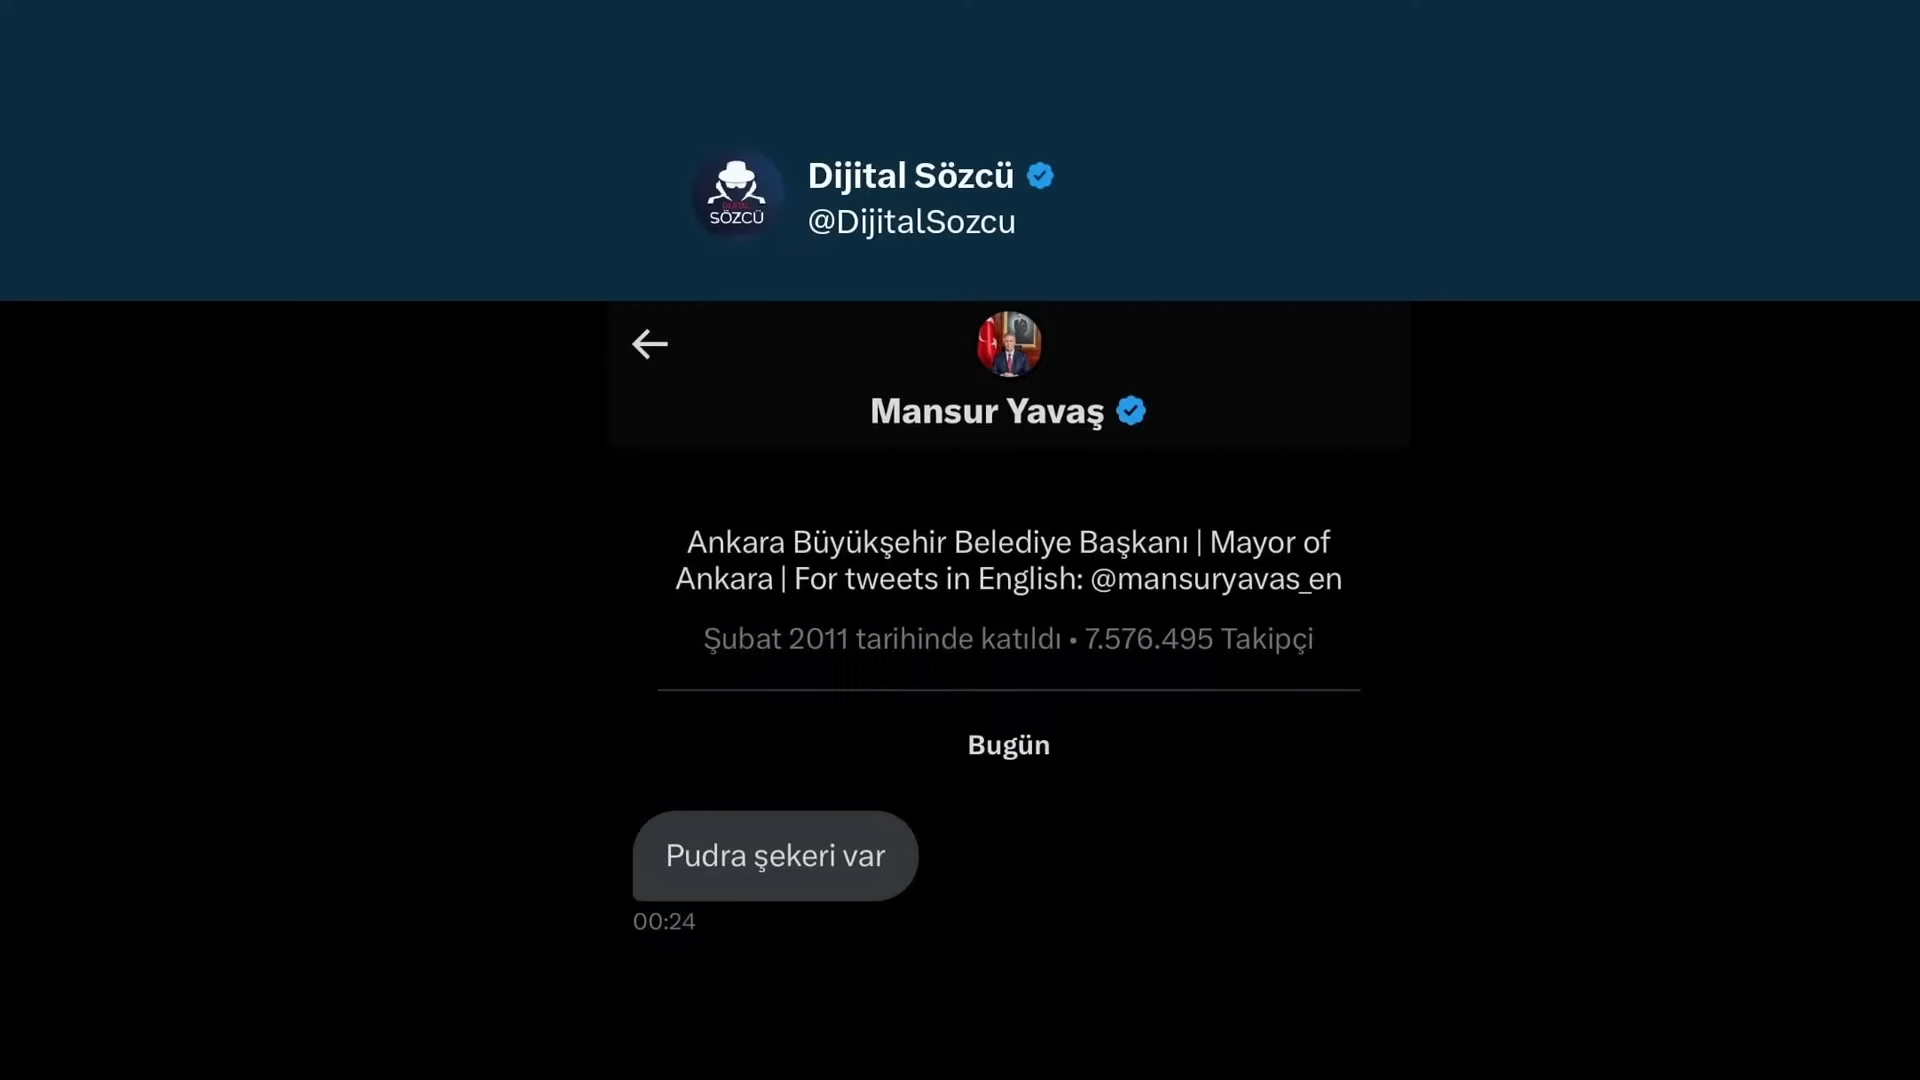 Dijital Sözcü
@DijitalSozcu
SÖZCÜ
Mansur Yavaş
Ankara Büyükşehir Belediye Başkanı | Mayor of
Ankara | For tweets in English: @mansuryavas_en
Şubat 2011 tarihinde katıldı • 7.576.495 Takipçi
Bugün
Pudra şekeri var
00:24